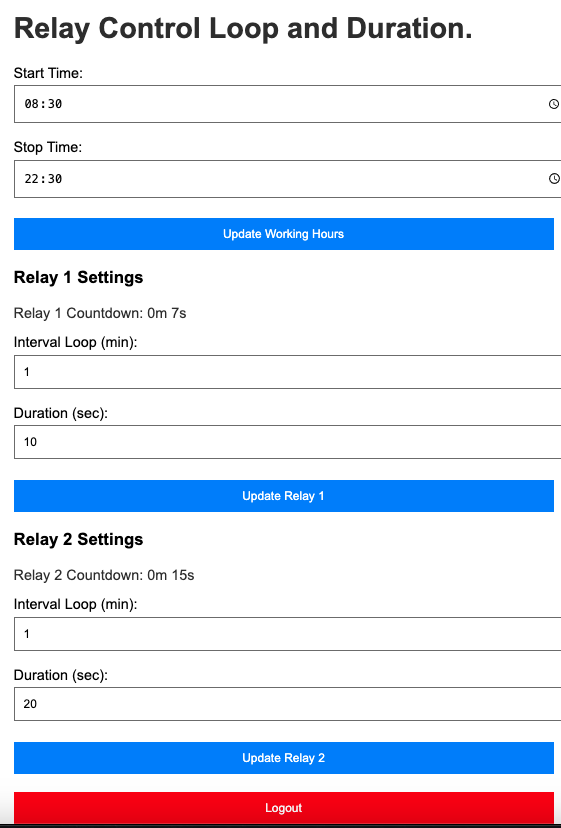 Relay Control Loop and Duration.
Start Time:
08:30
Stop Time:
22:30
Update Working Hours
Relay 1 Settings
Relay 1 Countdown: 0m 7s
Interval Loop (min):
1
Duration (sec):
10
Update Relay 1
Relay 2 Settings
Relay 2 Countdown: 0m 15s
Interval Loop (min):
1
Duration (sec):
20
Update Relay 2
Logout